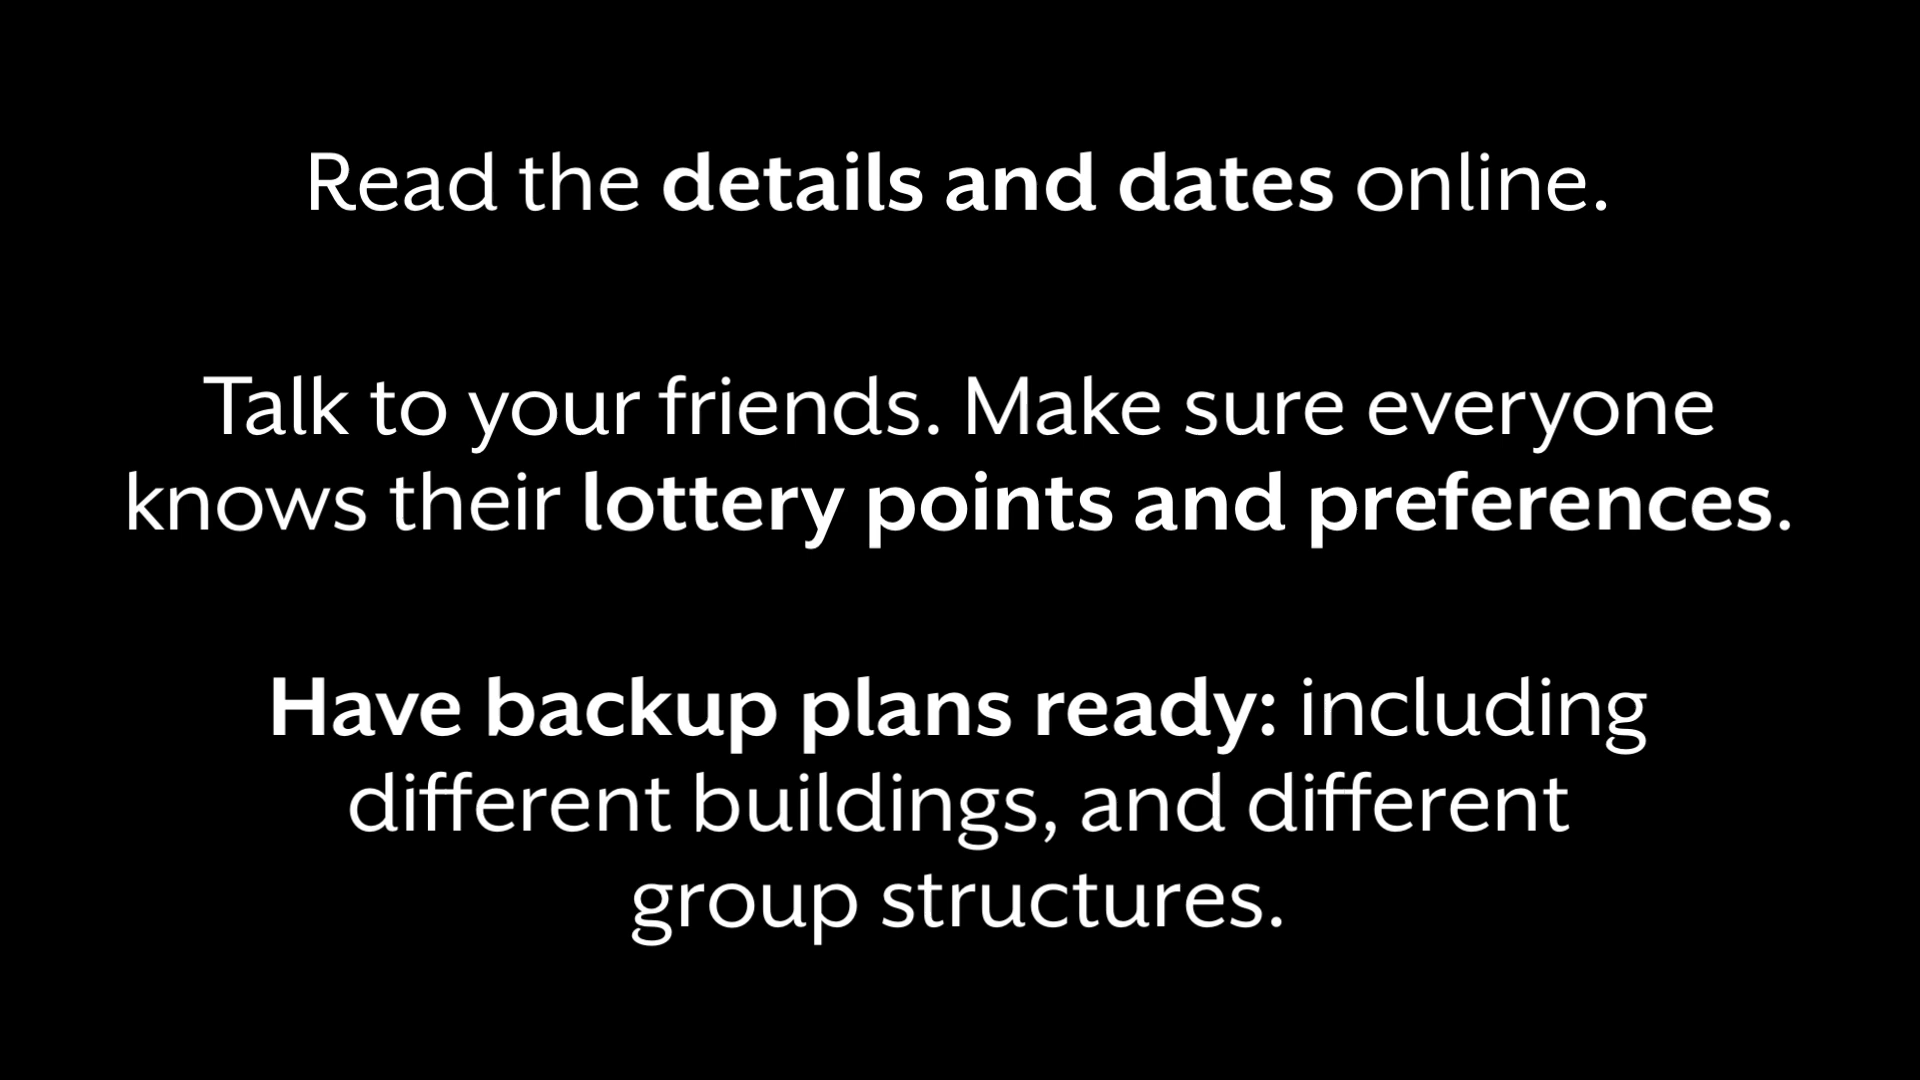 Read the details and dates online.
Talk to your friends. Make sure everyone
knows their lottery points and preferences.
Have backup plans ready: including
different buildings, and different
group structures.